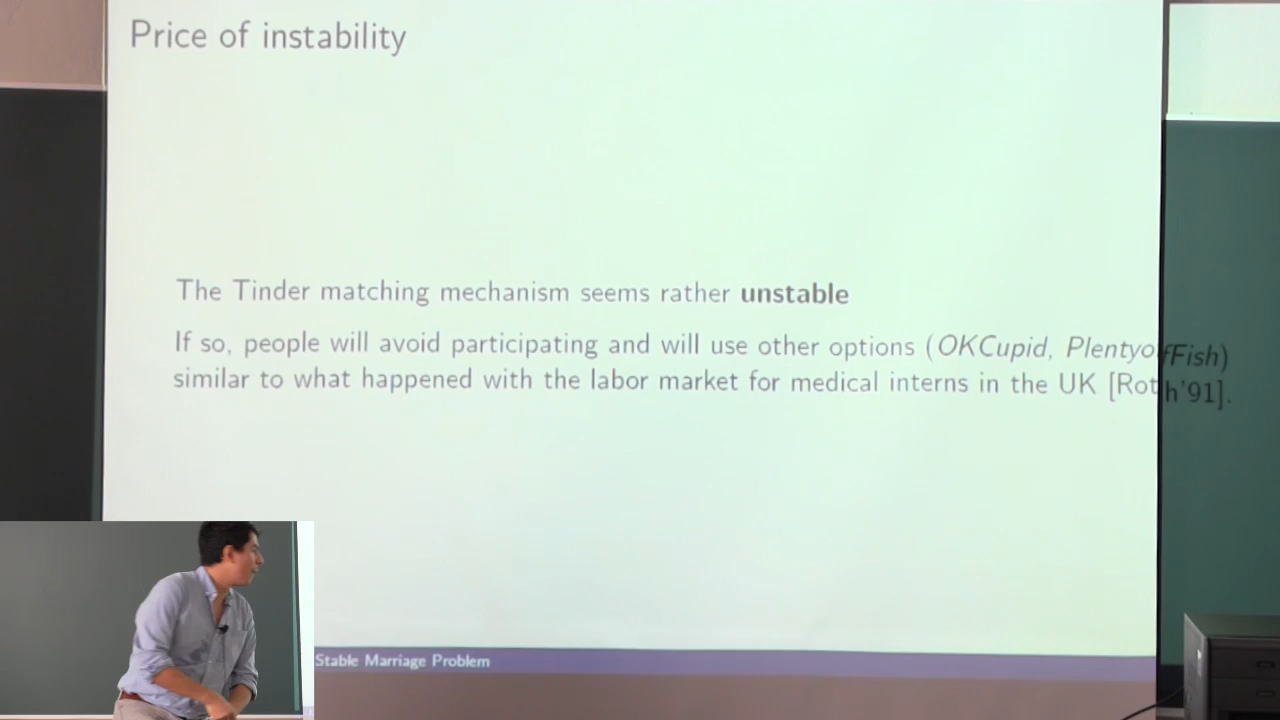 Price of instability
The Tinder matching mechanism seems rather unstable
If so, people will avoid participating and will use other options (OKCupid, PlentyofFish)
similar to what happened with the labor market for medical interns in the UK [Roth'91].
Stable Marriage Problem